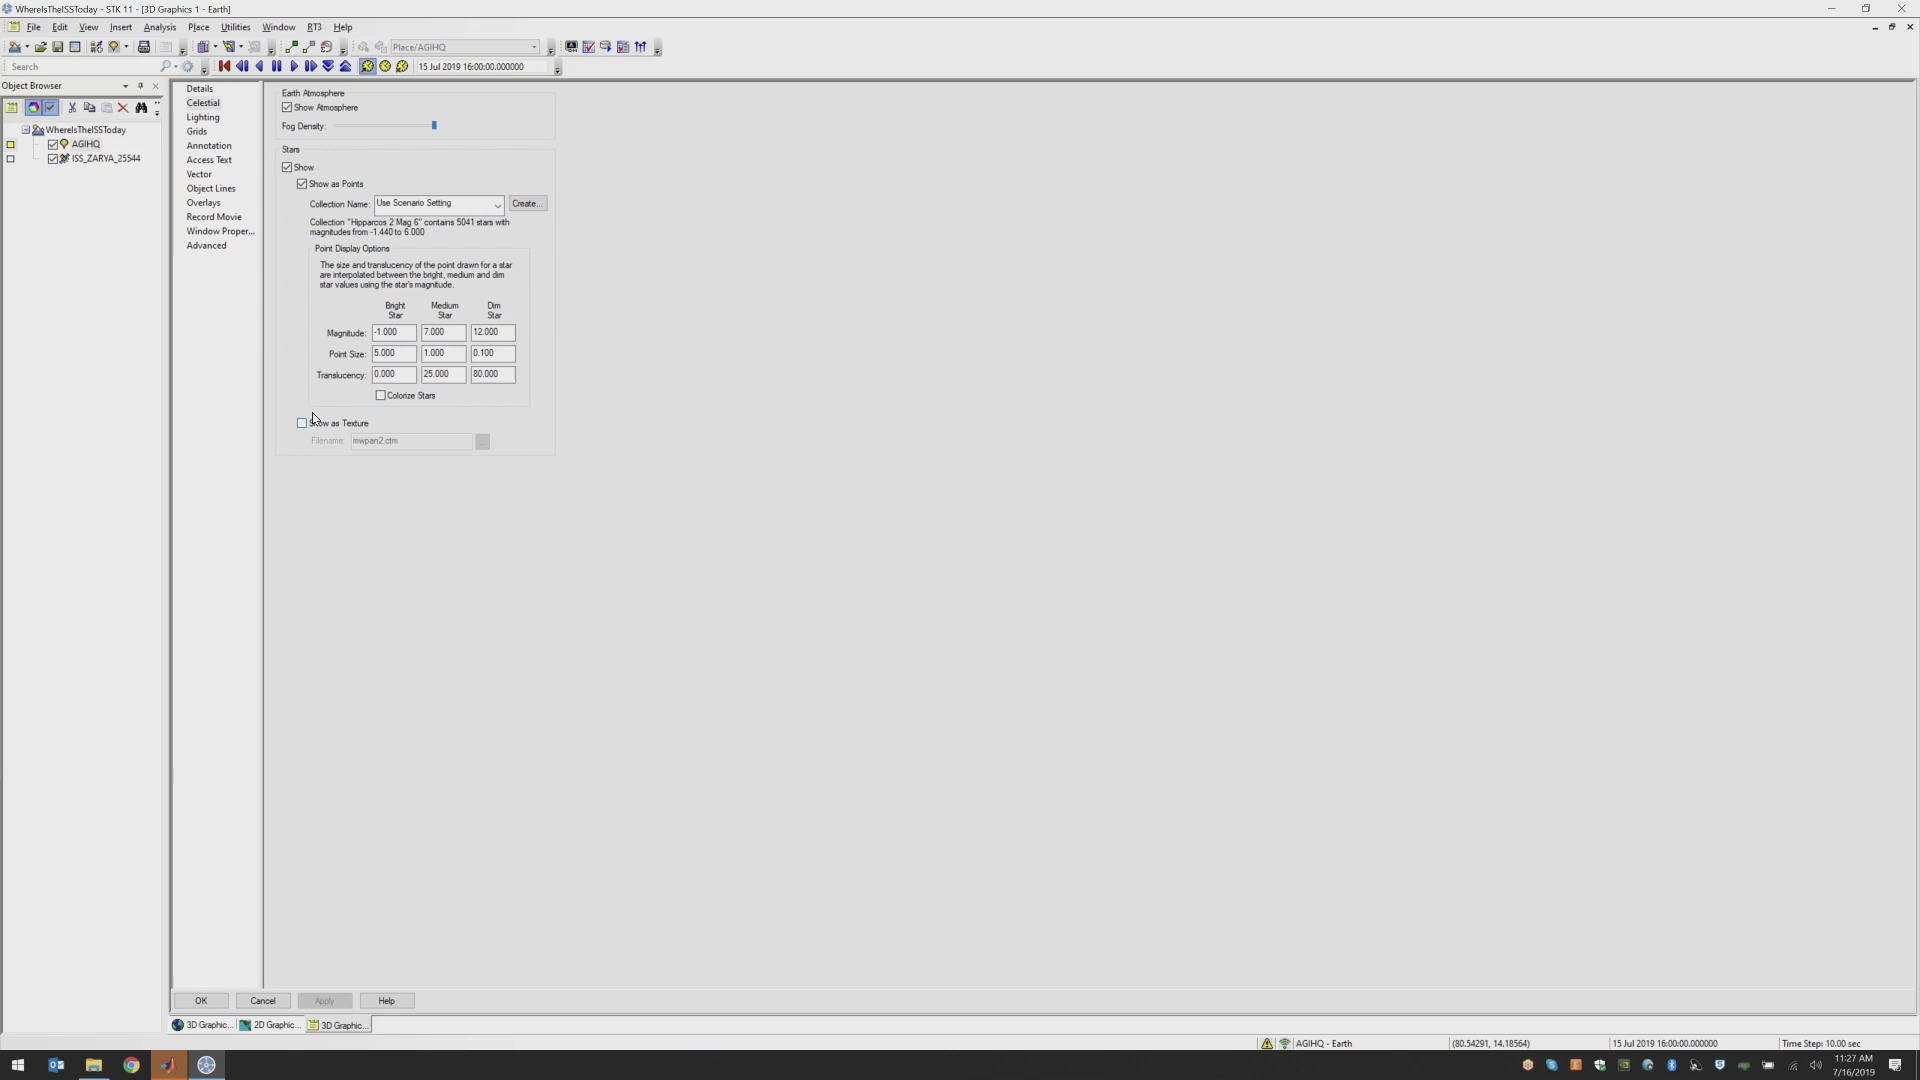 WhereIsTheISSToday - STK 11 - [3D Graphics 1 - Earth]
File Edit View Insert Analysis Place Utilities Window RT3 Help
Place/AGIHQ
Search
15 Jul 2019 16:00:00.000000
Object Browser
WhereIsTheISSToday
AGIHQ
ISS_ZARYA_25544
Details
Celestial
Lighting
Grids
Annotation
Access Text
Vector
Object Lines
Overlays
Record Movie
Window Proper...
Advanced
Earth Atmosphere
Show Atmosphere
Fog Density:
Stars
Show
Show as Points
Collection Name: Use Scenario Setting Create...
Collection "Hipparcos 2 Mag 6" contains 5041 stars with
magnitudes from -1.440 to 6.000
Point Display Options
The size and translucency of the point drawn for a star
are interpolated between the bright, medium and dim
star values using the star's magnitude.
Bright Medium Dim
Star Star Star
Magnitude: -1.000 7.000 12.000
Point Size: 5.000 1.000 0.100
Translucency: 0.000 25.000 80.000
Colorize Stars
Show as Texture
Filename: mwpan2.ctm
OK Cancel Apply Help
3D Graphic... 2D Graphic... 3D Graphic...
AGIHQ - Earth (80.54291, 14.18564) 15 Jul 2019 16:00:00.000000 Time Step: 10.00 sec
11:27 AM
7/16/2019